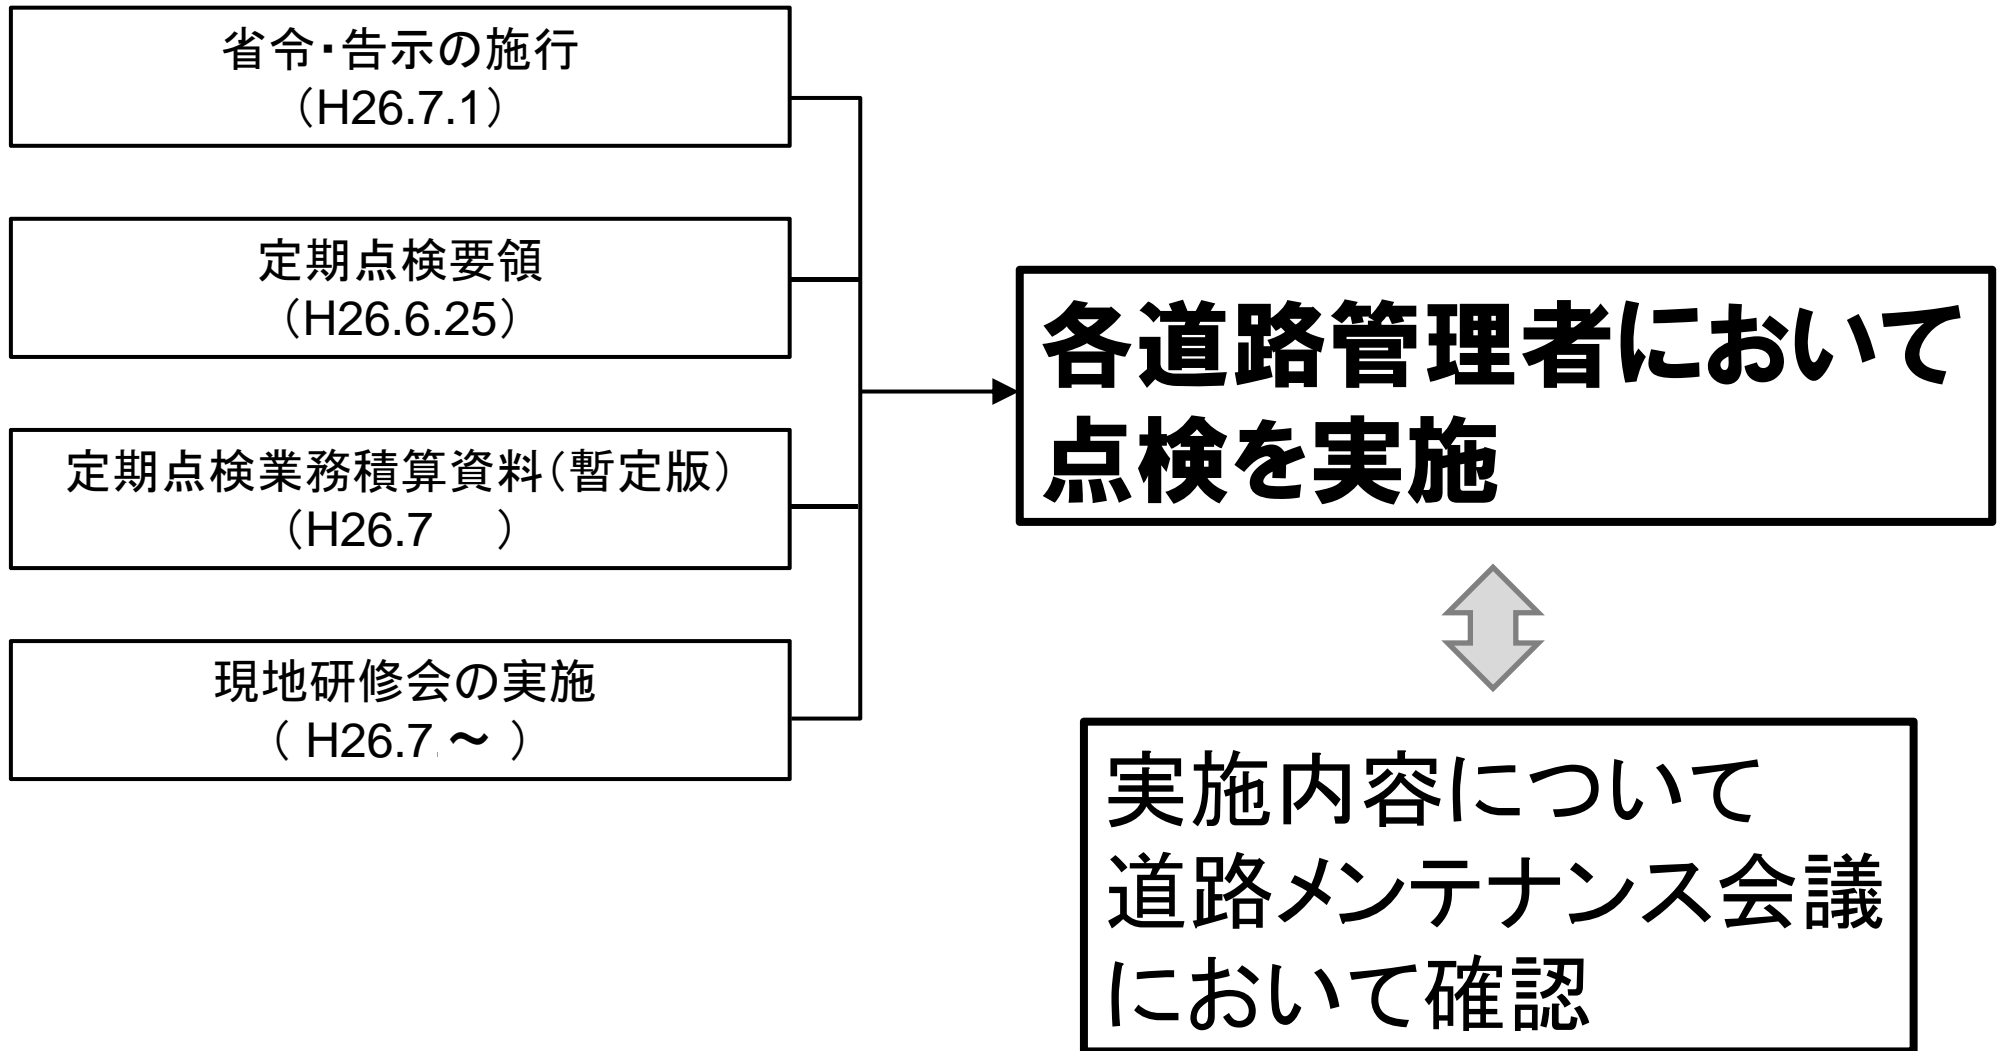 省令・告示の施行
（H26.7.1）
定期点検要領
（H26.6.25）
定期点検業務積算資料（暫定版）
（H26.7　）
現地研修会の実施
（ H26.7 ～ ）
各道路管理者において
点検を実施
実施内容について
道路メンテナンス会議
において確認